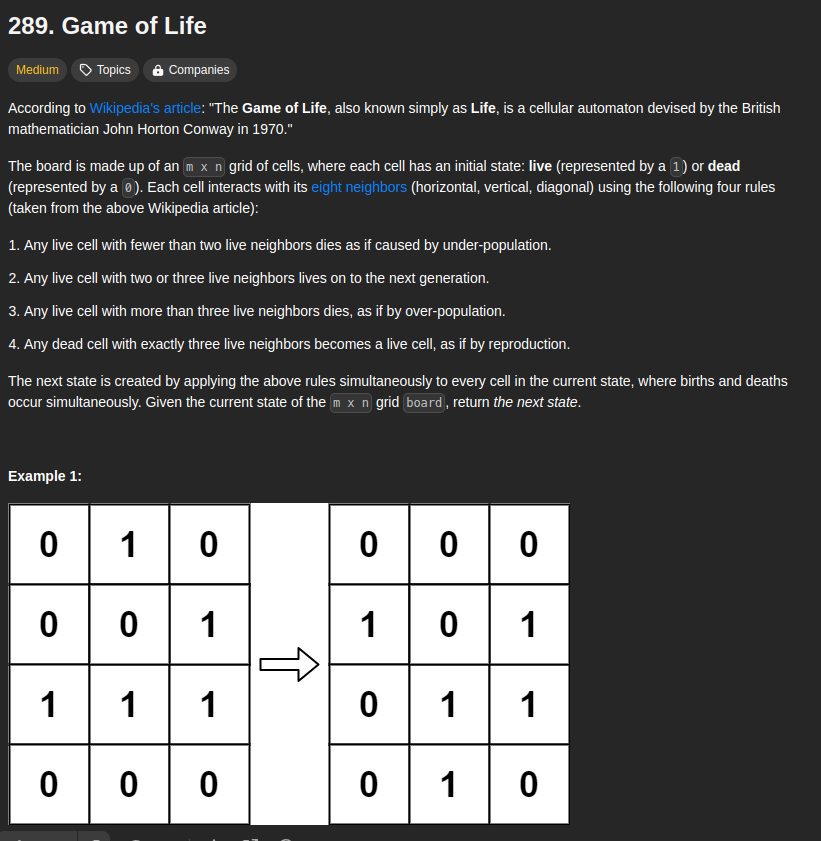 289. Game of Life
Medium Topics Companies
According to Wikipedia's article: "The Game of Life, also known simply as Life, is a cellular automaton devised by the British
mathematician John Horton Conway in 1970."
The board is made up of an m x n grid of cells, where each cell has an initial state: live (represented by a 1) or dead
(represented by a 0). Each cell interacts with its eight neighbors (horizontal, vertical, diagonal) using the following four rules
(taken from the above Wikipedia article):
1. Any live cell with fewer than two live neighbors dies as if caused by under-population.
2. Any live cell with two or three live neighbors lives on to the next generation.
3. Any live cell with more than three live neighbors dies, as if by over-population.
4. Any dead cell with exactly three live neighbors becomes a live cell, as if by reproduction.
The next state is created by applying the above rules simultaneously to every cell in the current state, where births and deaths
occur simultaneously. Given the current state of the m x n grid board, return the next state.
Example 1:
0 1 0 0 0 0
0 0 1 1 0 1
1 1 1 0 1 1
0 0 0 0 1 0